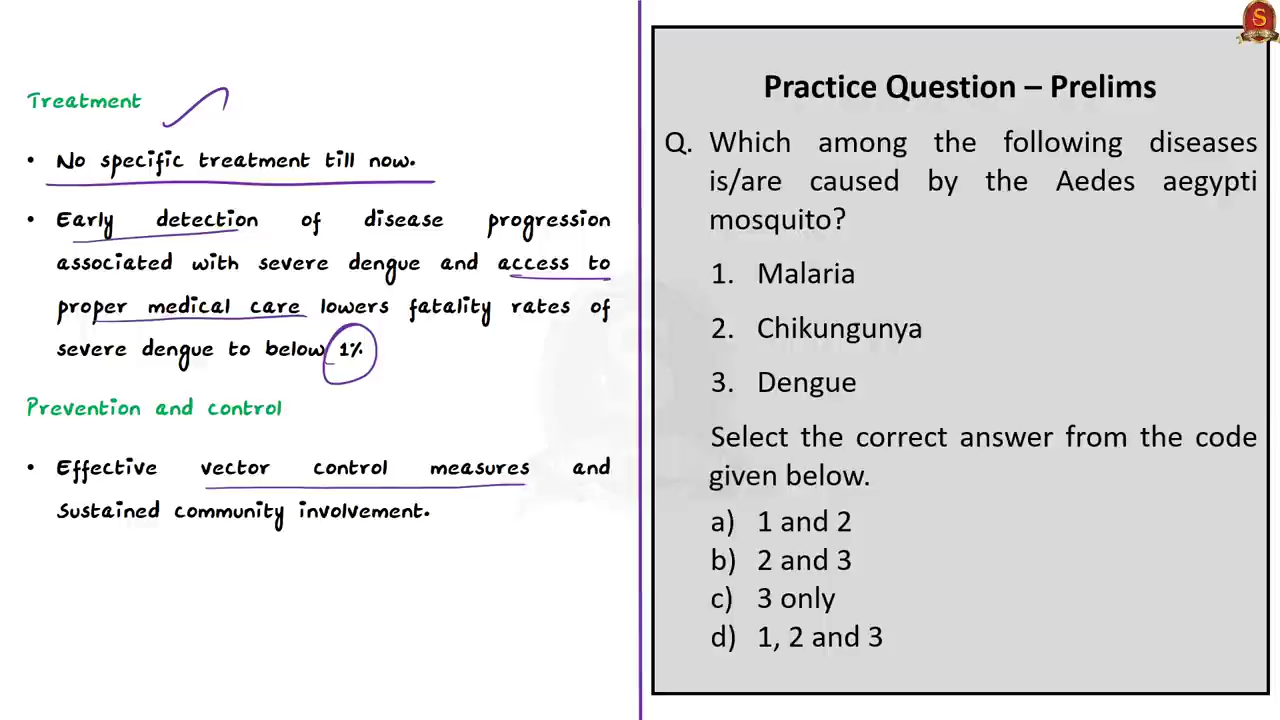 Treatment
• No specific treatment till now.
• Early detection of disease progression
associated with severe dengue and access to
proper medical care lowers fatality rates of
severe dengue to below 1%
Prevention and control
• Effective vector control measures and
Sustained community involvement.
S
Practice Question – Prelims
Q. Which among the following diseases
is/are caused by the Aedes aegypti
mosquito?
1. Malaria
2. Chikungunya
3. Dengue
Select the correct answer from the code
given below.
a) 1 and 2
b) 2 and 3
c) 3 only
d) 1, 2 and 3